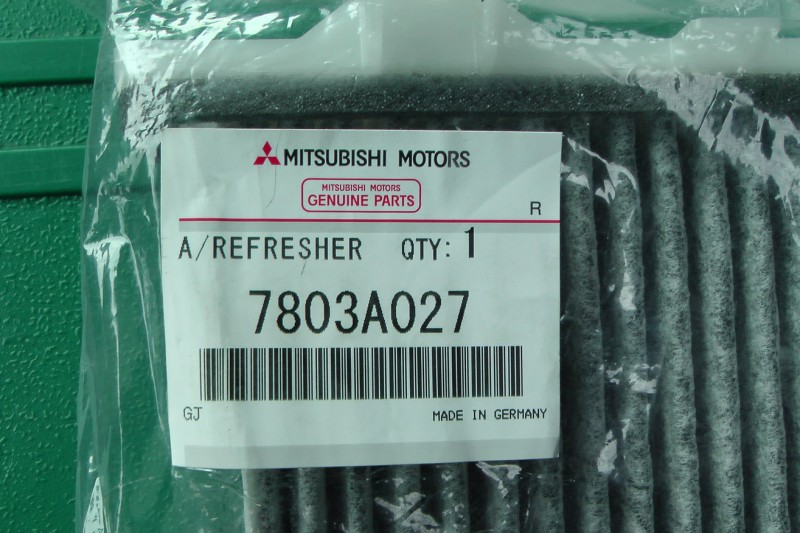 MITSUBISHI MOTORS
MITSUBISHI MOTORS
GENUINE PARTS
R
A/REFRESHER QTY: 1
7803A027
GJ MADE IN GERMANY